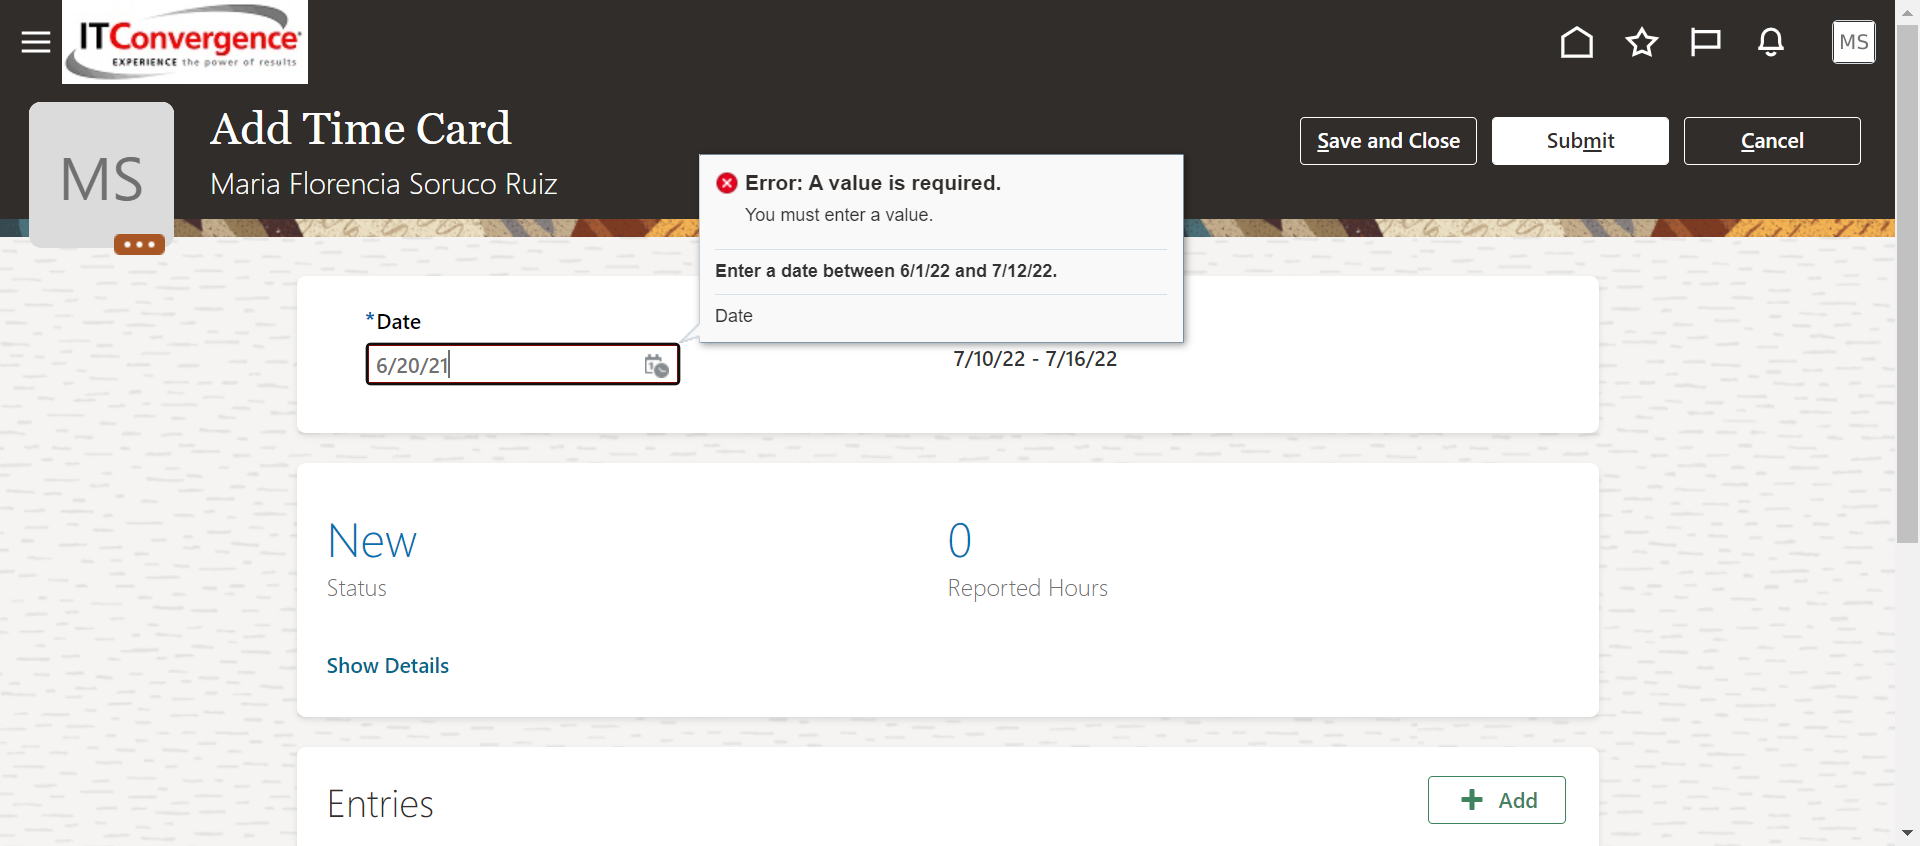 ITConvergence
EXPERIENCE the power of results
MS
MS
Add Time Card
Maria Florencia Soruco Ruiz
Save and Close
Submit
Cancel
Error: A value is required.
You must enter a value.
Enter a date between 6/1/22 and 7/12/22.
Date
*Date
6/20/21
7/10/22 - 7/16/22
New
Status
0
Reported Hours
Show Details
Entries
Add